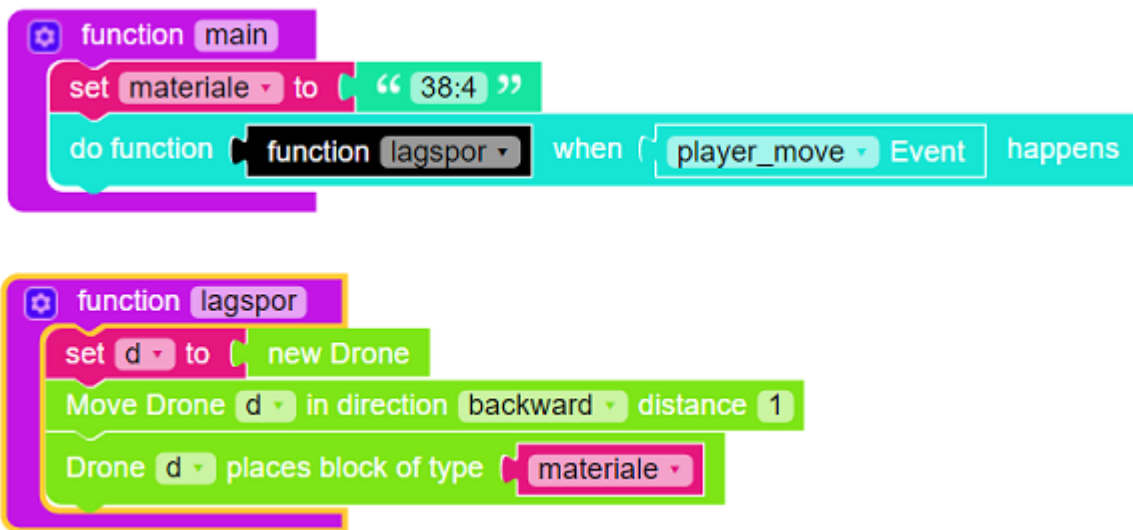 function main
set materiale to “ 38:4 ”
do function function lagspor when player_move Event happens
function lagspor
set d to new Drone
Move Drone d in direction backward distance 1
Drone d places block of type materiale